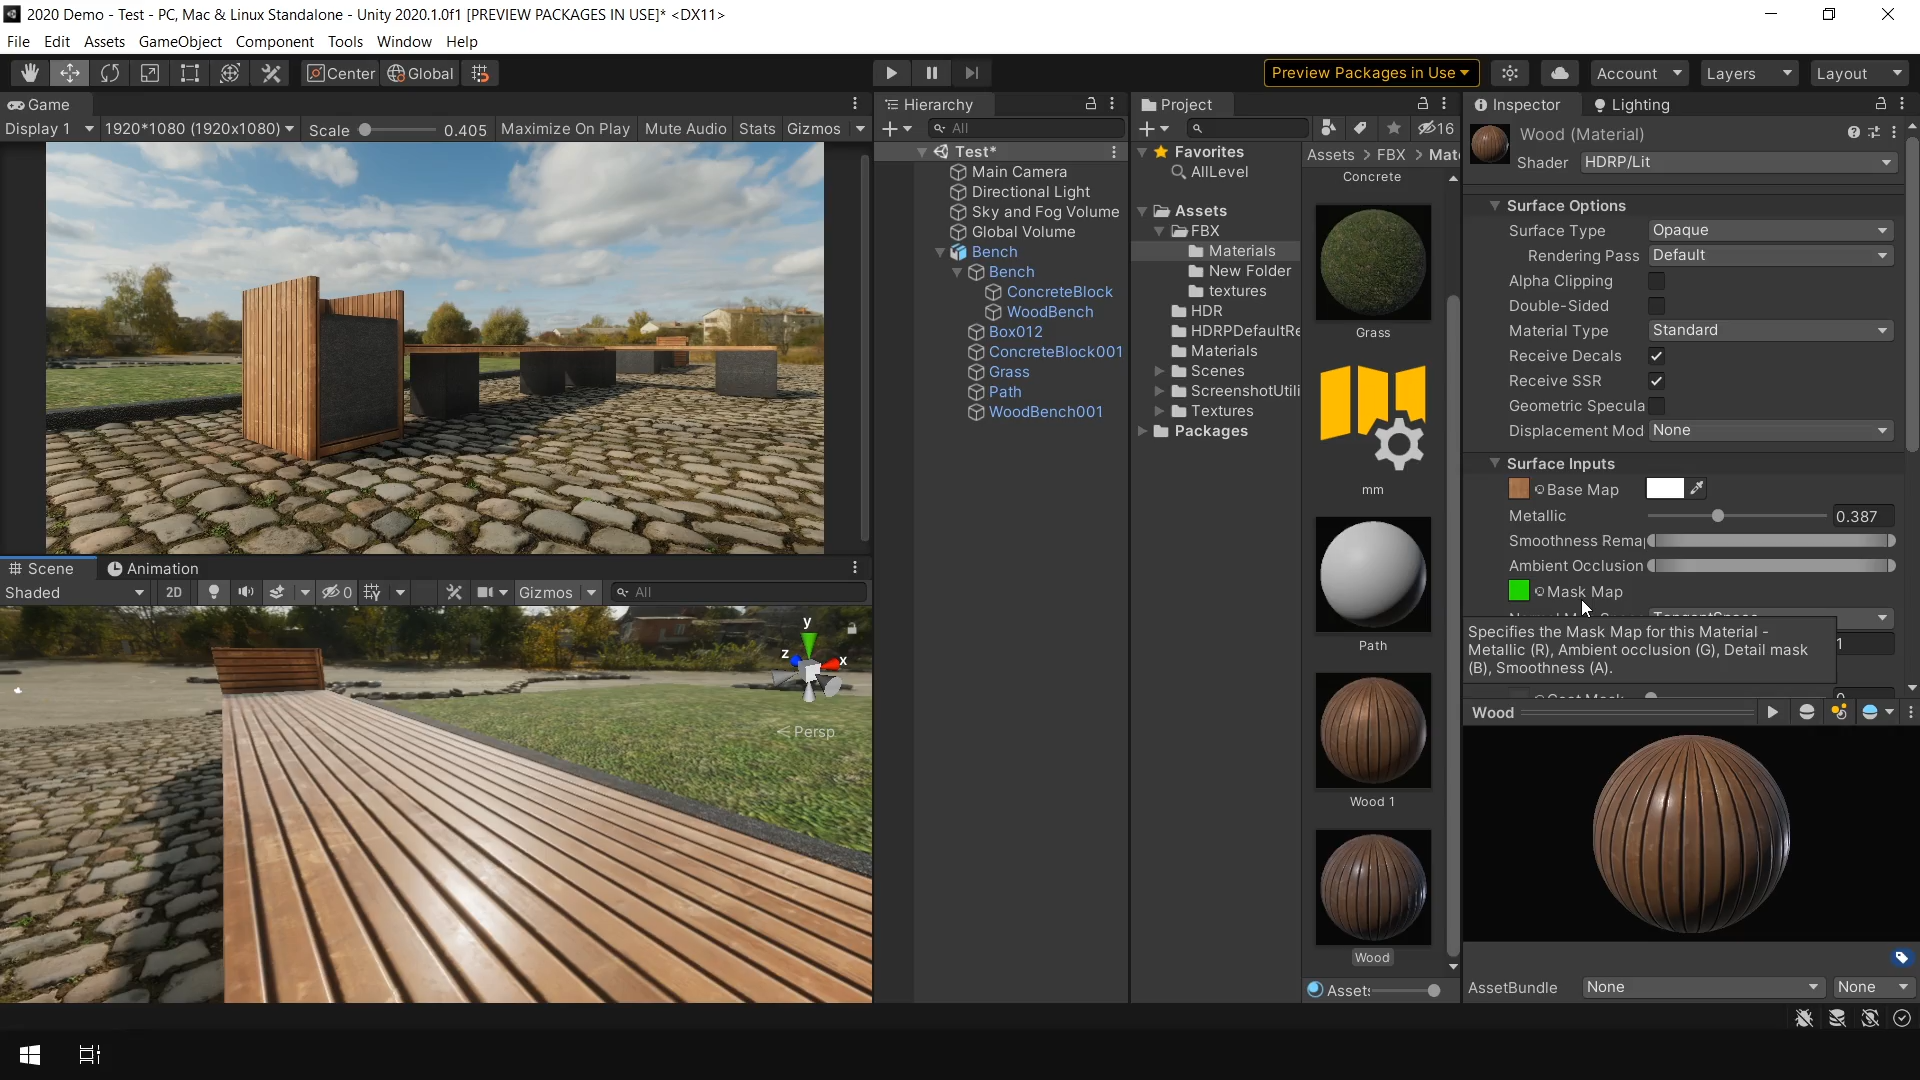 2020 Demo - Test - PC, Mac & Linux Standalone - Unity 2020.1.0f1 [PREVIEW PACKAGES IN USE]* <DX11>
File Edit Assets GameObject Component Tools Window Help
Center Global Preview Packages in Use Account Layers Layout
Game
Display 1 1920*1080 (1920x1080) Scale 0.405 Maximize On Play Mute Audio Stats Gizmos
Scene Animation
Shaded 2D 0 Gizmos All
y
z
x
Persp
Hierarchy
All
Test*
Main Camera
Directional Light
Sky and Fog Volume
Global Volume
Bench
Bench
ConcreteBlock
WoodBench
Box012
ConcreteBlock001
Grass
Path
WoodBench001
Project
16
Favorites
AllLevel
Assets
FBX
Materials
New Folder
textures
HDR
HDRPDefaultRe
Materials
Scenes
ScreenshotUtili
Textures
Packages
Assets > FBX > Mat
Concrete
Grass
mm
Path
Wood 1
Wood
Asset
Inspector Lighting
Wood (Material)
Shader HDRP/Lit
Surface Options
Surface Type Opaque
Rendering Pass Default
Alpha Clipping
Double-Sided
Material Type Standard
Receive Decals
Receive SSR
Geometric Specula
Displacement Mod None
Surface Inputs
Base Map
Metallic 0.387
Smoothness Rema
Ambient Occlusion
Mask Map
TangentSpace
1
Specifies the Mask Map for this Material -
Metallic (R), Ambient occlusion (G), Detail mask
(B), Smoothness (A).
Coat Mask 0
Wood
AssetBundle None None